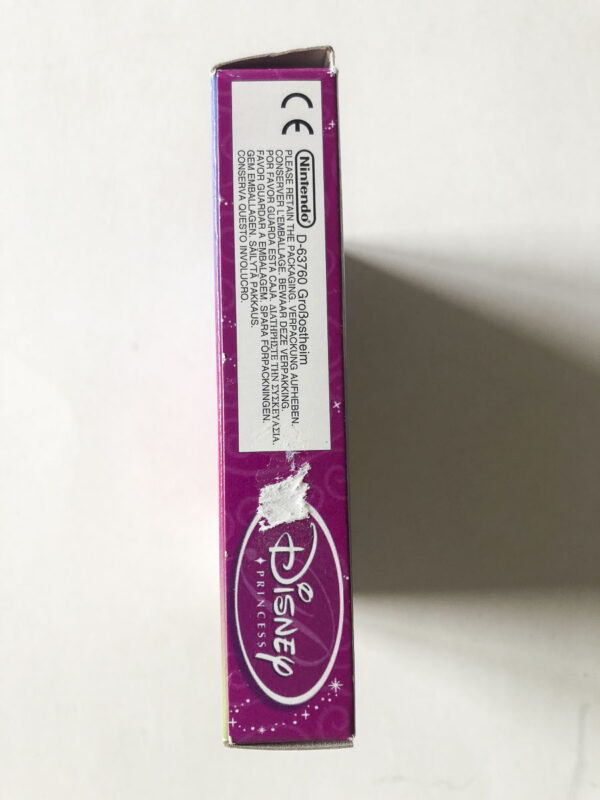 CE
Nintendo D-63760 Großostheim
PLEASE RETAIN THE PACKAGING. VERPACKUNG AUFHEBEN.
CONSERVER L'EMBALLAGE. BEWAAR DEZE VERPAKKING.
POR FAVOR GUARDA ESTA CAJA. ΔΙΑΤΗΡΗΣΤΕ ΤΗΝ ΣΥΣΚΕΥΑΣΙΑ.
FAVOR GUARDAR A EMBALAGEM. SPARA FÖRPACKNINGEN.
GEM EMBALLAGEN. SÄILYTÄ PAKKAUS.
CONSERVA QUESTO INVOLUCRO.
Disney
PRINCESS